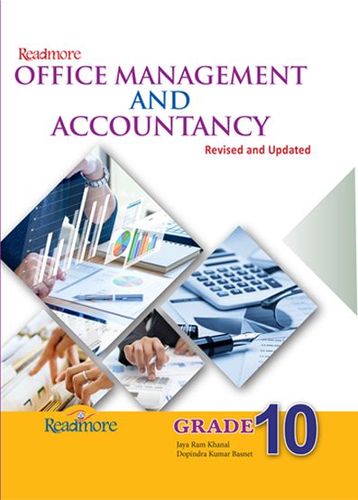 Readmore
OFFICE MANAGEMENT
AND
ACCOUNTANCY
Revised and Updated
Readmore
GRADE 10
Jaya Ram Khanal
Dopindra Kumar Basnet